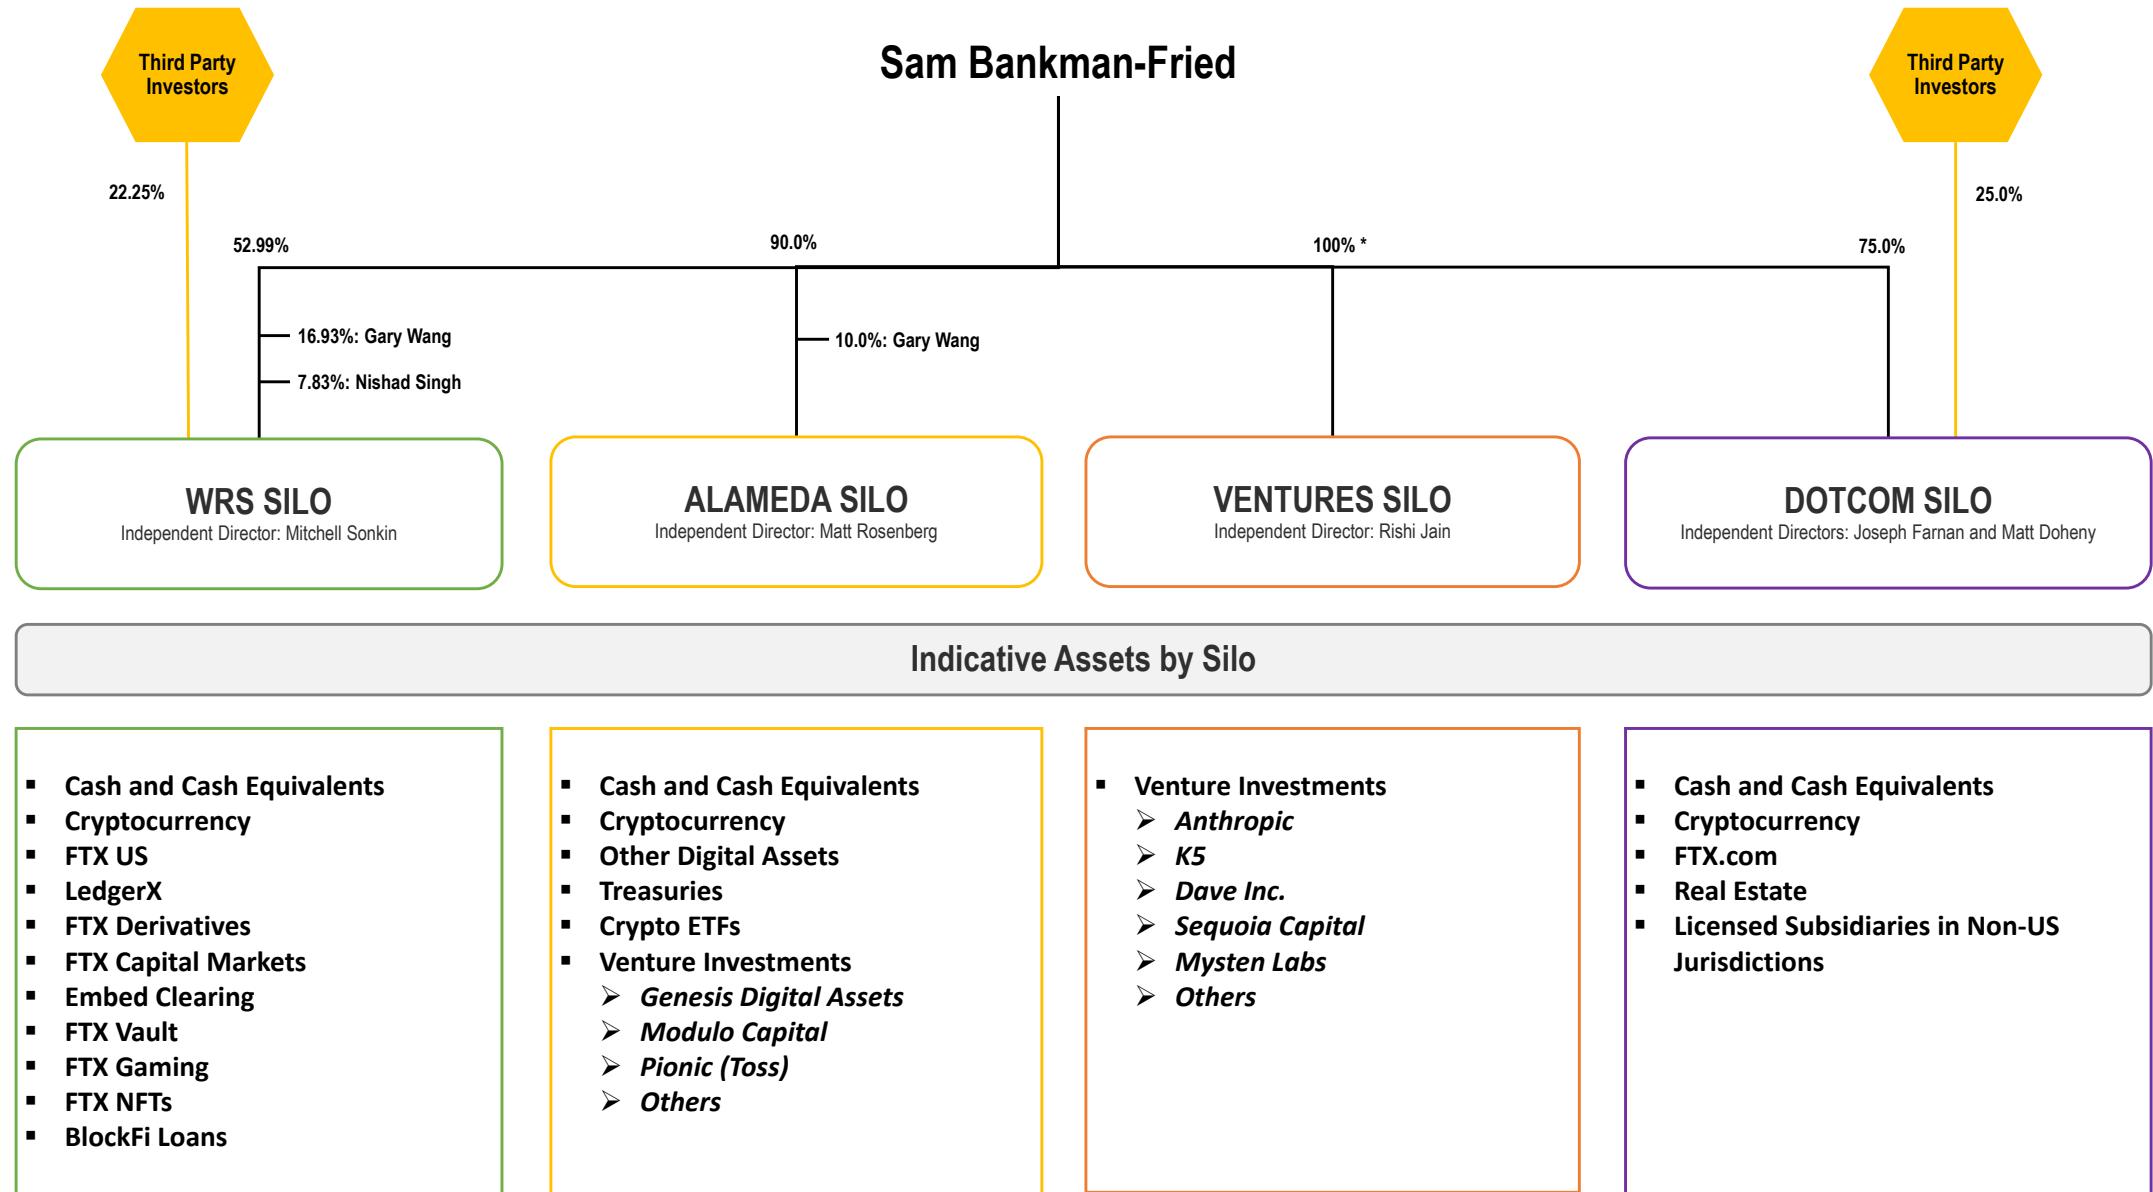 Third Party
Investors
Sam Bankman-Fried
Third Party
Investors
22.25%
25.0%
52.99%
90.0%
100% *
75.0%
16.93%: Gary Wang
10.0%: Gary Wang
7.83%: Nishad Singh
WRS SILO
Independent Director: Mitchell Sonkin
ALAMEDA SILO
Independent Director: Matt Rosenberg
VENTURES SILO
Independent Director: Rishi Jain
DOTCOM SILO
Independent Directors: Joseph Farnan and Matt Doheny
Indicative Assets by Silo
▪ Cash and Cash Equivalents
▪ Cryptocurrency
▪ FTX US
▪ LedgerX
▪ FTX Derivatives
▪ FTX Capital Markets
▪ Embed Clearing
▪ FTX Vault
▪ FTX Gaming
▪ FTX NFTs
▪ BlockFi Loans
▪ Cash and Cash Equivalents
▪ Cryptocurrency
▪ Other Digital Assets
▪ Treasuries
▪ Crypto ETFs
▪ Venture Investments
➢ Genesis Digital Assets
➢ Modulo Capital
➢ Pionic (Toss)
➢ Others
▪ Venture Investments
➢ Anthropic
➢ K5
➢ Dave Inc.
➢ Sequoia Capital
➢ Mysten Labs
➢ Others
▪ Cash and Cash Equivalents
▪ Cryptocurrency
▪ FTX.com
▪ Real Estate
▪ Licensed Subsidiaries in Non-US
Jurisdictions